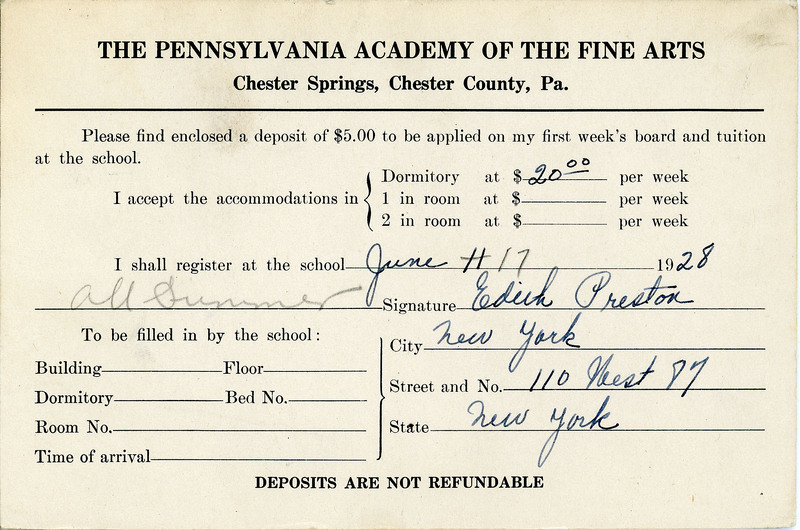 THE PENNSYLVANIA ACADEMY OF THE FINE ARTS
Chester Springs, Chester County, Pa.
Please find enclosed a deposit of $5.00 to be applied on my first week's board and tuition
at the school.
I accept the accommodations in
Dormitory at $ 20 00 per week
1 in room at $ per week
2 in room at $ per week
I shall register at the school June 17 1928
all Summer
Signature Edith Preston
To be filled in by the school:
Building Floor
Dormitory Bed No.
Room No.
Time of arrival
City New York
Street and No. 110 West 87
State New York
DEPOSITS ARE NOT REFUNDABLE